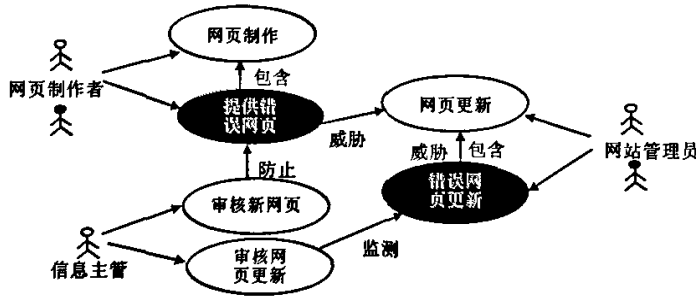 网页制作
网页制作者
包含
提供错
误网页
网页更新
威胁
威胁
包含
网站管理员
防止
错误网
页更新
审核新网页
信息主管
审核网
页更新
监测